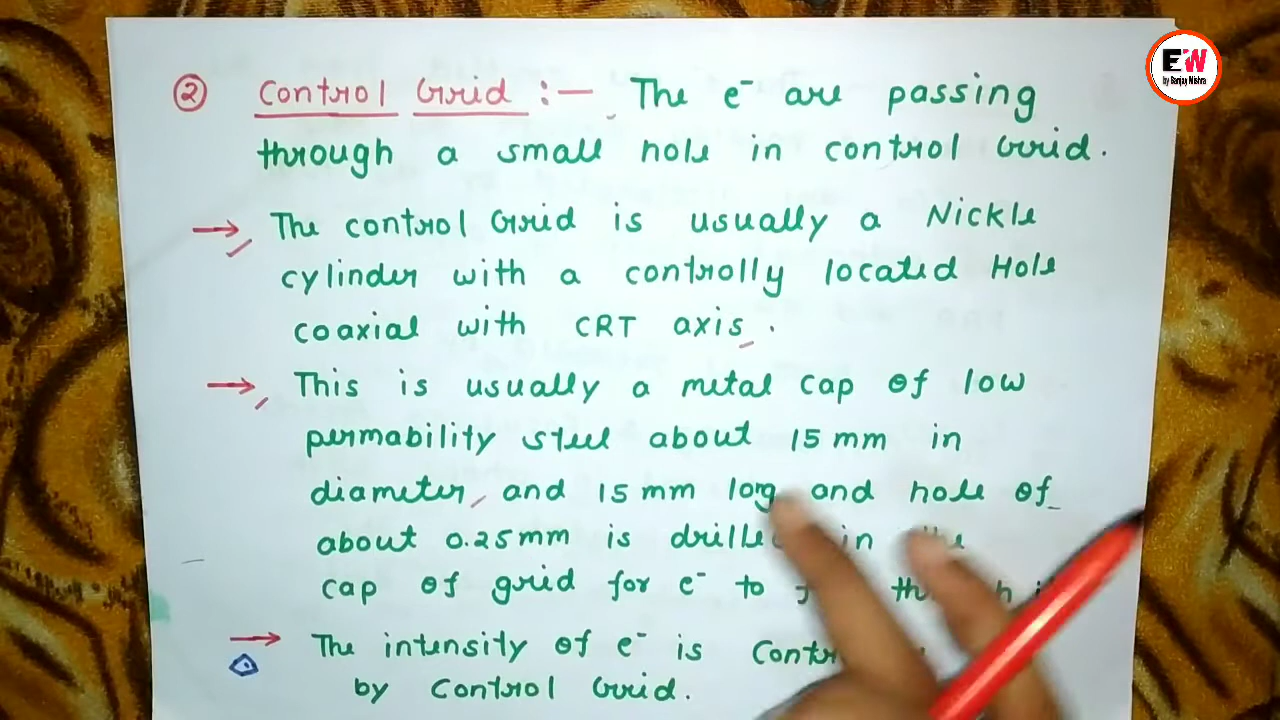 ② Control Grid :— The e⁻ are passing
through a small hole in control Grid.
→ The control Grid is usually a Nickle
cylinder with a controlly located Hole
coaxial with CRT axis.
→ This is usually a metal cap of low
permability steel about 15 mm in
diameter, and 15 mm long and hole of
about 0.25mm is drilled in
cap of grid for e⁻ to
→ The intensity of e⁻ is
by Control Grid.
EW
by Sanjay Mishra